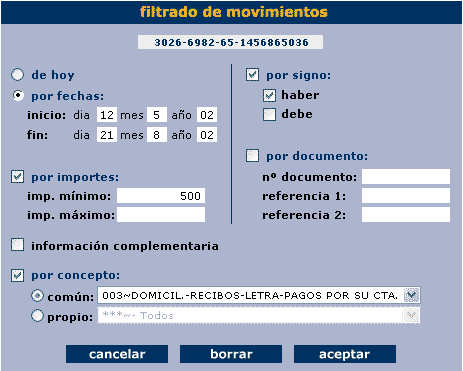 filtrado de movimientos
3026-6982-65-1456865036
de hoy
por fechas:
inicio: dia 12 mes 5 año 02
fin: dia 21 mes 8 año 02
por signo:
haber
debe
por importes:
imp. mínimo: 500
imp. máximo:
por documento:
nº documento:
referencia 1:
referencia 2:
información complementaria
por concepto:
común: 003~DOMICIL.-RECIBOS-LETRA-PAGOS POR SU CTA.
propio: ***~- Todos
cancelar borrar aceptar